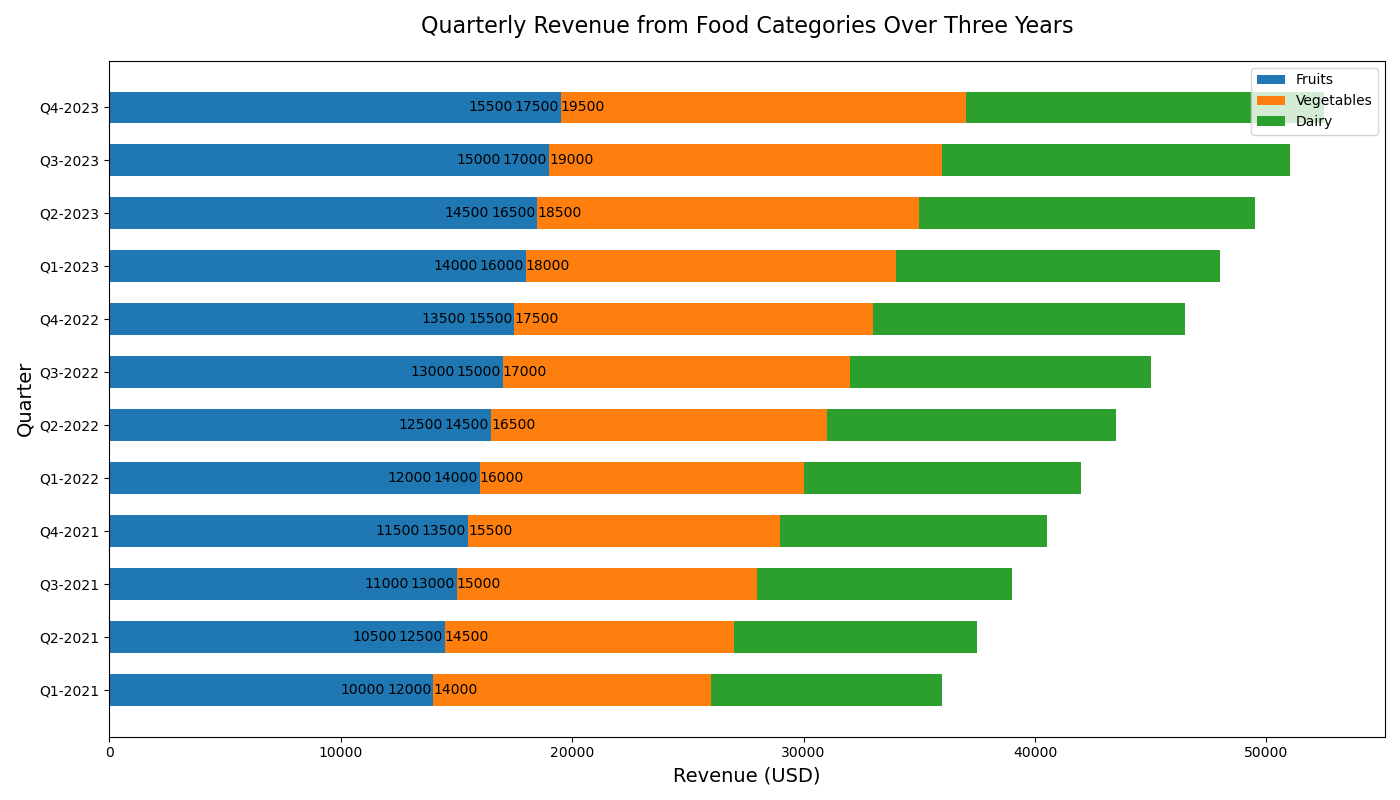 Quarterly Revenue from Food Categories Over Three Years
Fruits
Vegetables
Dairy
Q4-2023 15500 17500 19500
Q3-2023 15000 17000 19000
Q2-2023 14500 16500 18500
Q1-2023 14000 16000 18000
Q4-2022 13500 15500 17500
Q3-2022 13000 15000 17000
Q2-2022 12500 14500 16500
Q1-2022 12000 14000 16000
Q4-2021 11500 13500 15500
Q3-2021 11000 13000 15000
Q2-2021 10500 12500 14500
Q1-2021 10000 12000 14000
Quarter
0 10000 20000 30000 40000 50000
Revenue (USD)